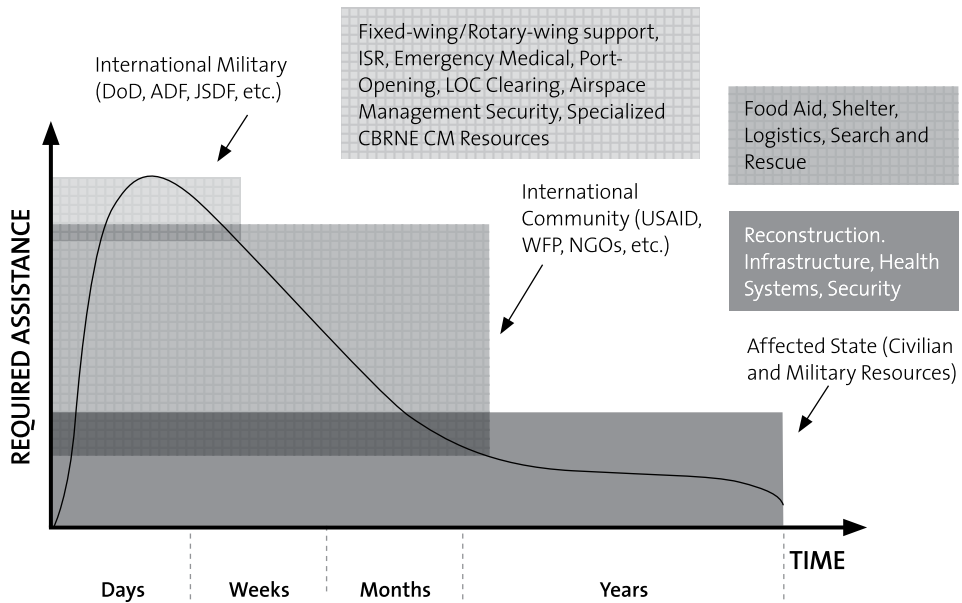 International Military
(DoD, ADF, JSDF, etc.)
Fixed-wing/Rotary-wing support,
ISR, Emergency Medical, Port-
Opening, LOC Clearing, Airspace
Management Security, Specialized
CBRNE CM Resources
Food Aid, Shelter,
Logistics, Search and
Rescue
International
Community (USAID,
WFP, NGOs, etc.)
Reconstruction.
Infrastructure, Health
Systems, Security
Affected State (Civilian
and Military Resources)
REQUIRED ASSISTANCE
TIME
Days
Weeks
Months
Years